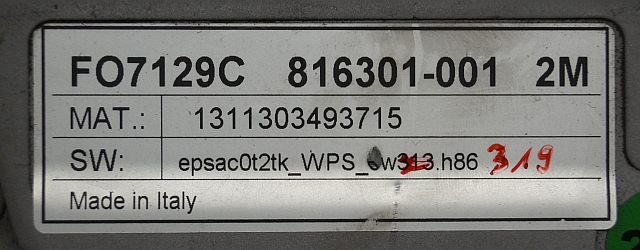 FO7129C 816301-001 2M
MAT.: 1311303493715
SW: epsac0t2tk_WPS_sw313.h86 319
Made in Italy